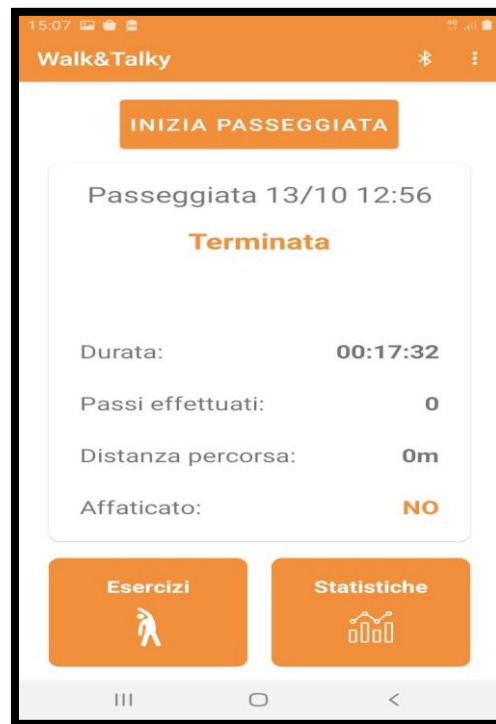 15:07
Walk&Talky
INIZIA PASSEGGIATA
Passeggiata 13/10 12:56
Terminata
Durata: 00:17:32
Passi effettuati: 0
Distanza percorsa: 0m
Affaticato: NO
Esercizi Statistiche